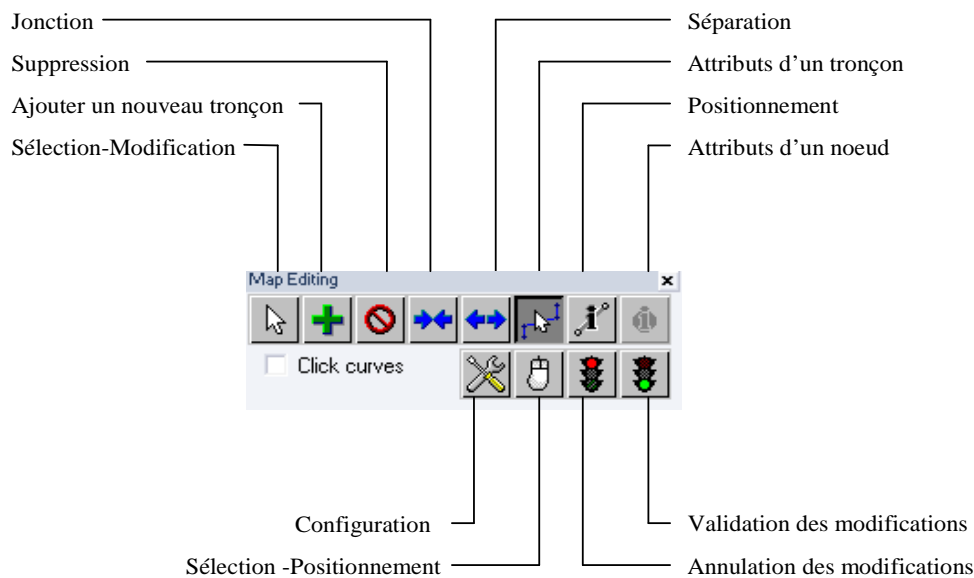 Jonction
Suppression
Ajouter un nouveau tronçon
Sélection-Modification
Séparation
Attributs d'un tronçon
Positionnement
Attributs d'un noeud
Map Editing
Click curves
Configuration
Sélection -Positionnement
Validation des modifications
Annulation des modifications